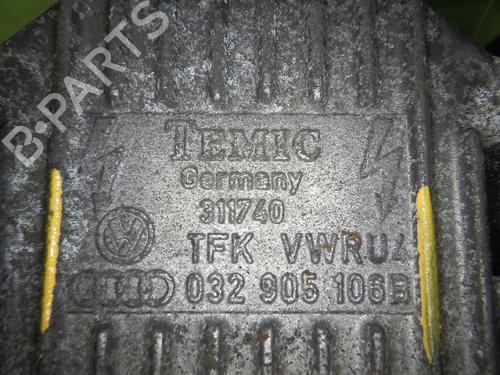 B-PARTS
TEMIC
Germany
311740
TFK VWRU
032 905 106B